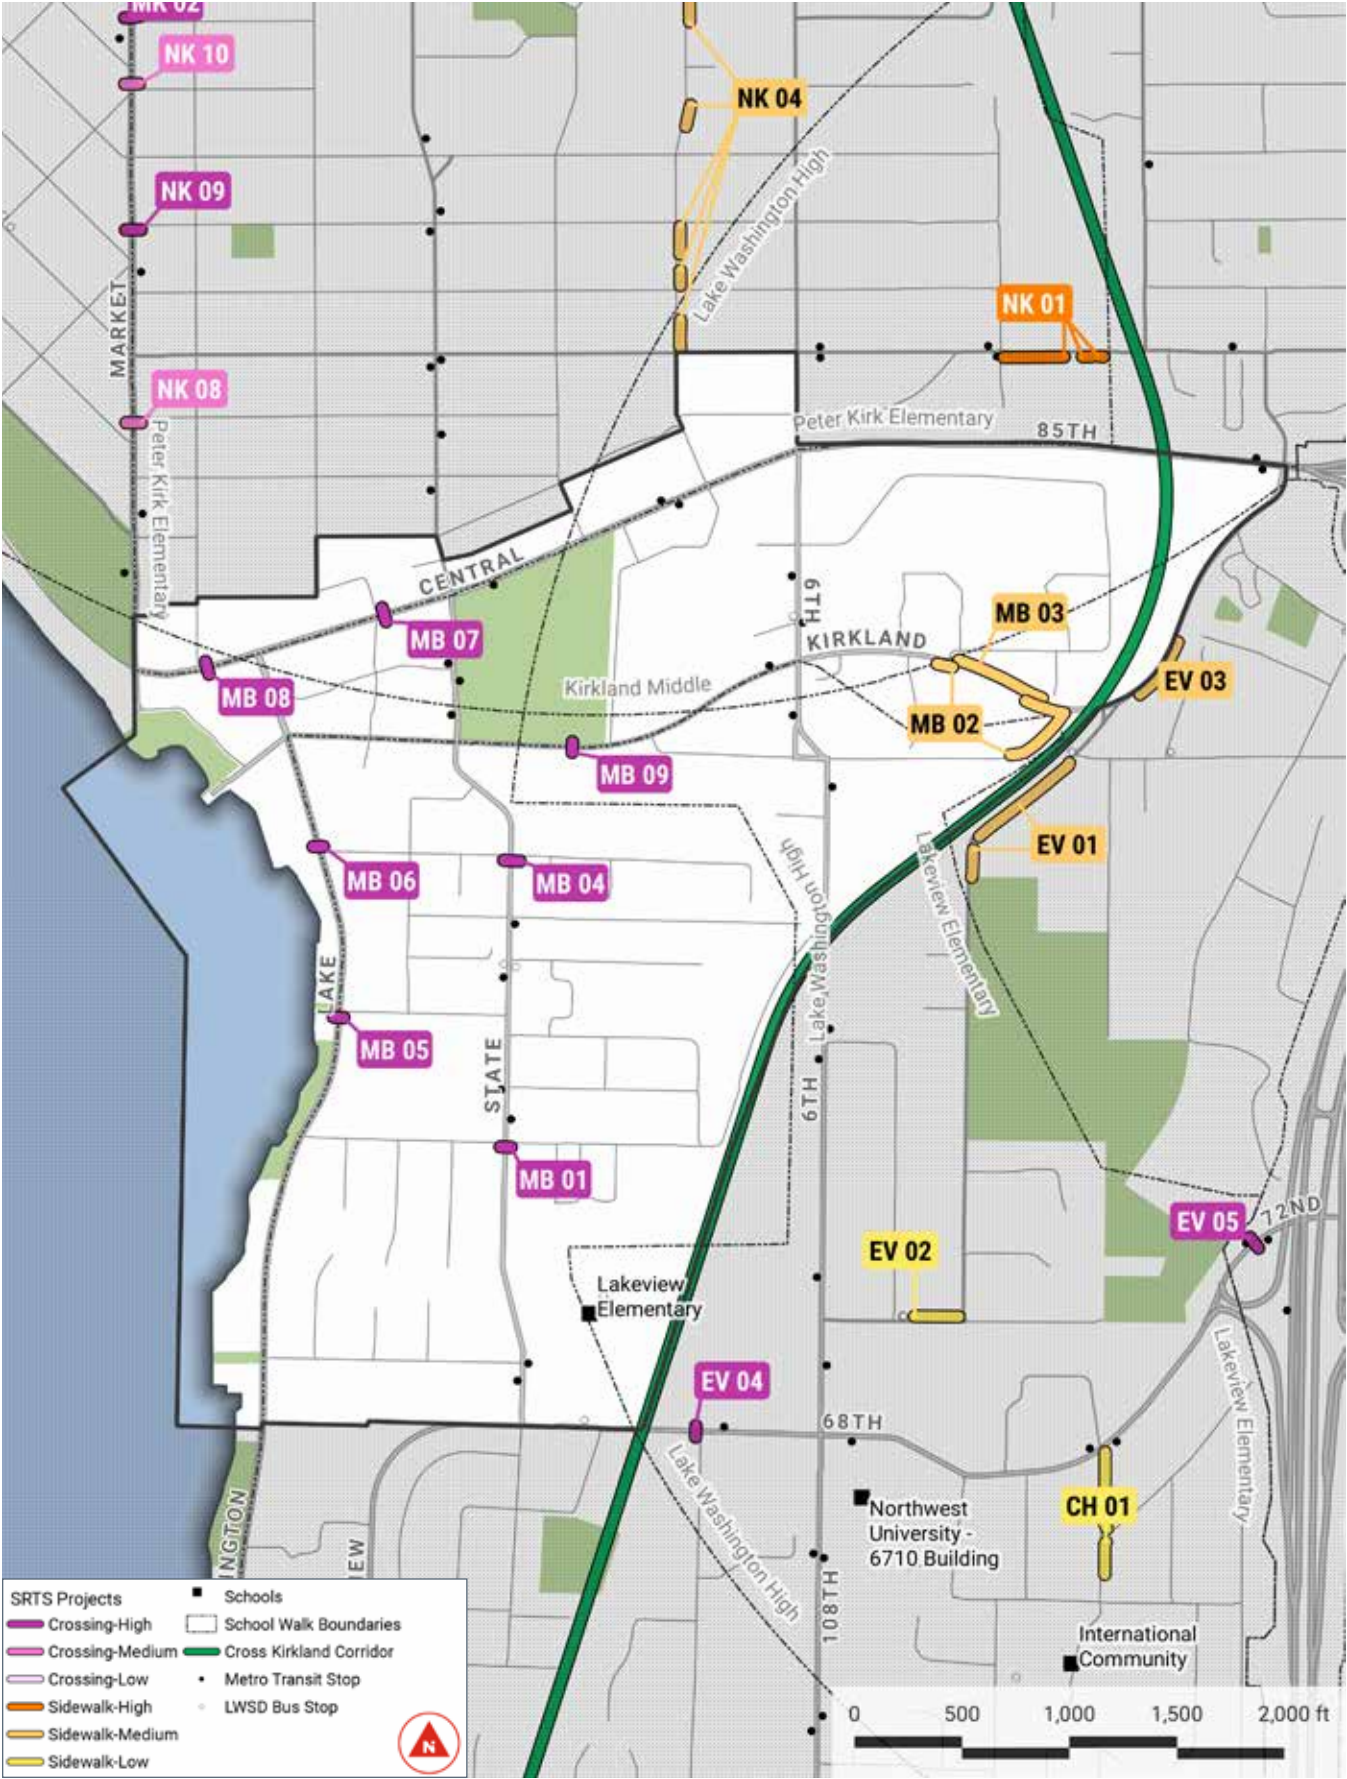 MK 02
NK 10
NK 04
NK 09
Lake Washington High
MARKET
NK 01
NK 08
Peter Kirk Elementary
Peter Kirk Elementary
85TH
CENTRAL
MB 07
6TH
MB 03
KIRKLAND
MB 08
Kirkland Middle
EV 03
MB 02
MB 09
EV 01
MB 06
MB 04
Lake Washington High
Lakeview Elementary
LAKE
MB 05
STATE
6TH
MB 01
EV 05
72ND
EV 02
Lakeview
Elementary
EV 04
68TH
Lakeview Elementary
Lake Washington High
CH 01
Northwest
University -
6710 Building
INGTON
IEW
108TH
International
Community
SRTS Projects
Crossing-High
Crossing-Medium
Crossing-Low
Sidewalk-High
Sidewalk-Medium
Sidewalk-Low
Schools
School Walk Boundaries
Cross Kirkland Corridor
Metro Transit Stop
LWSD Bus Stop
N
0 500 1,000 1,500 2,000 ft